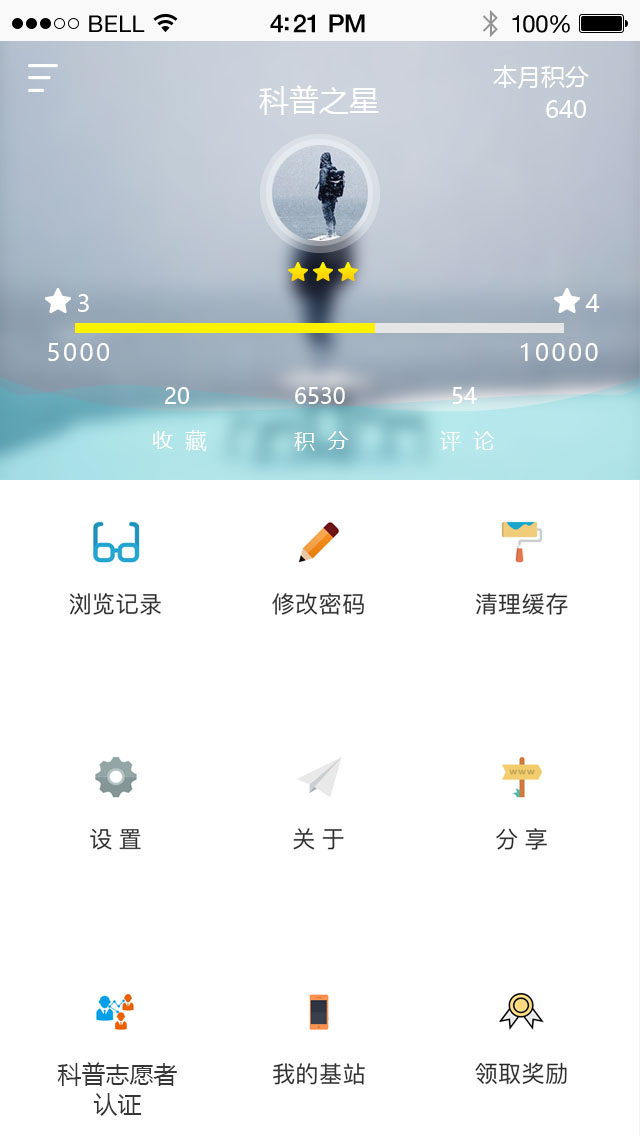 BELL 4:21 PM 100%
本月积分
科普之星
640
3 4
5000 10000
20 6530 54
收藏 积分 评论
浏览记录 修改密码 清理缓存
www
设置 关于 分享
科普志愿者 我的基站 领取奖励
认证